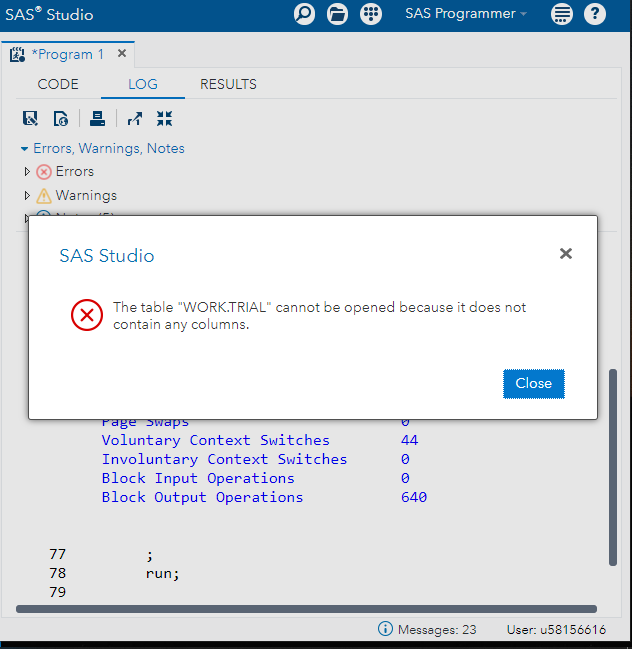 SAS® Studio
SAS Programmer
*Program 1
CODE LOG RESULTS
Errors, Warnings, Notes
Errors
Warnings
SAS Studio
The table "WORK.TRIAL" cannot be opened because it does not
contain any columns.
Close
Page Swaps 0
Voluntary Context Switches 44
Involuntary Context Switches 0
Block Input Operations 0
Block Output Operations 640
77 ;
78 run;
79
Messages: 23 User: u58156616